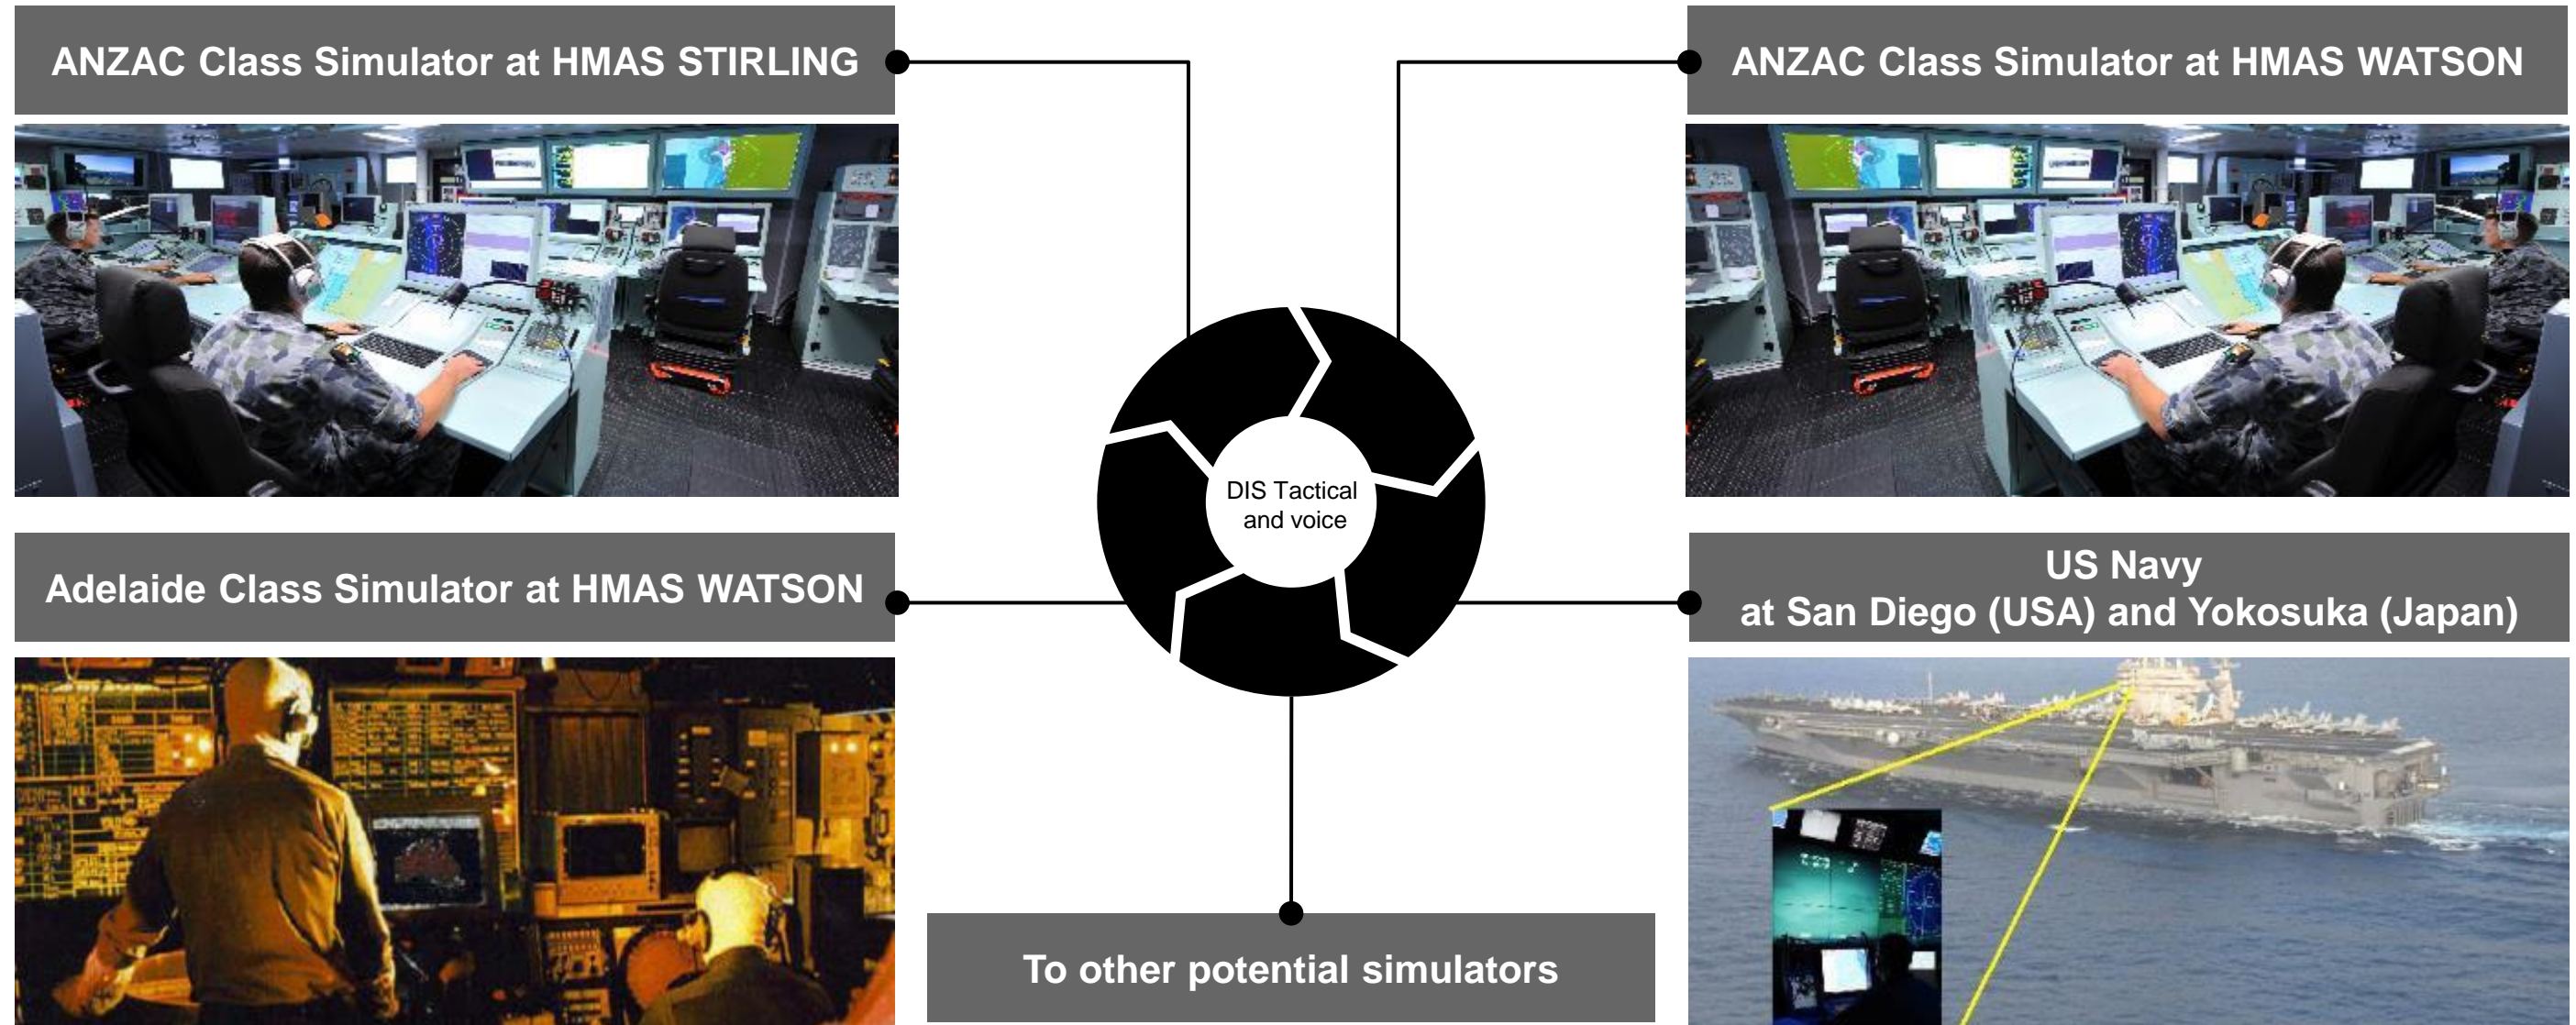 ANZAC Class Simulator at HMAS STIRLING
ANZAC Class Simulator at HMAS WATSON
DIS Tactical
and voice
Adelaide Class Simulator at HMAS WATSON
US Navy
at San Diego (USA) and Yokosuka (Japan)
To other potential simulators